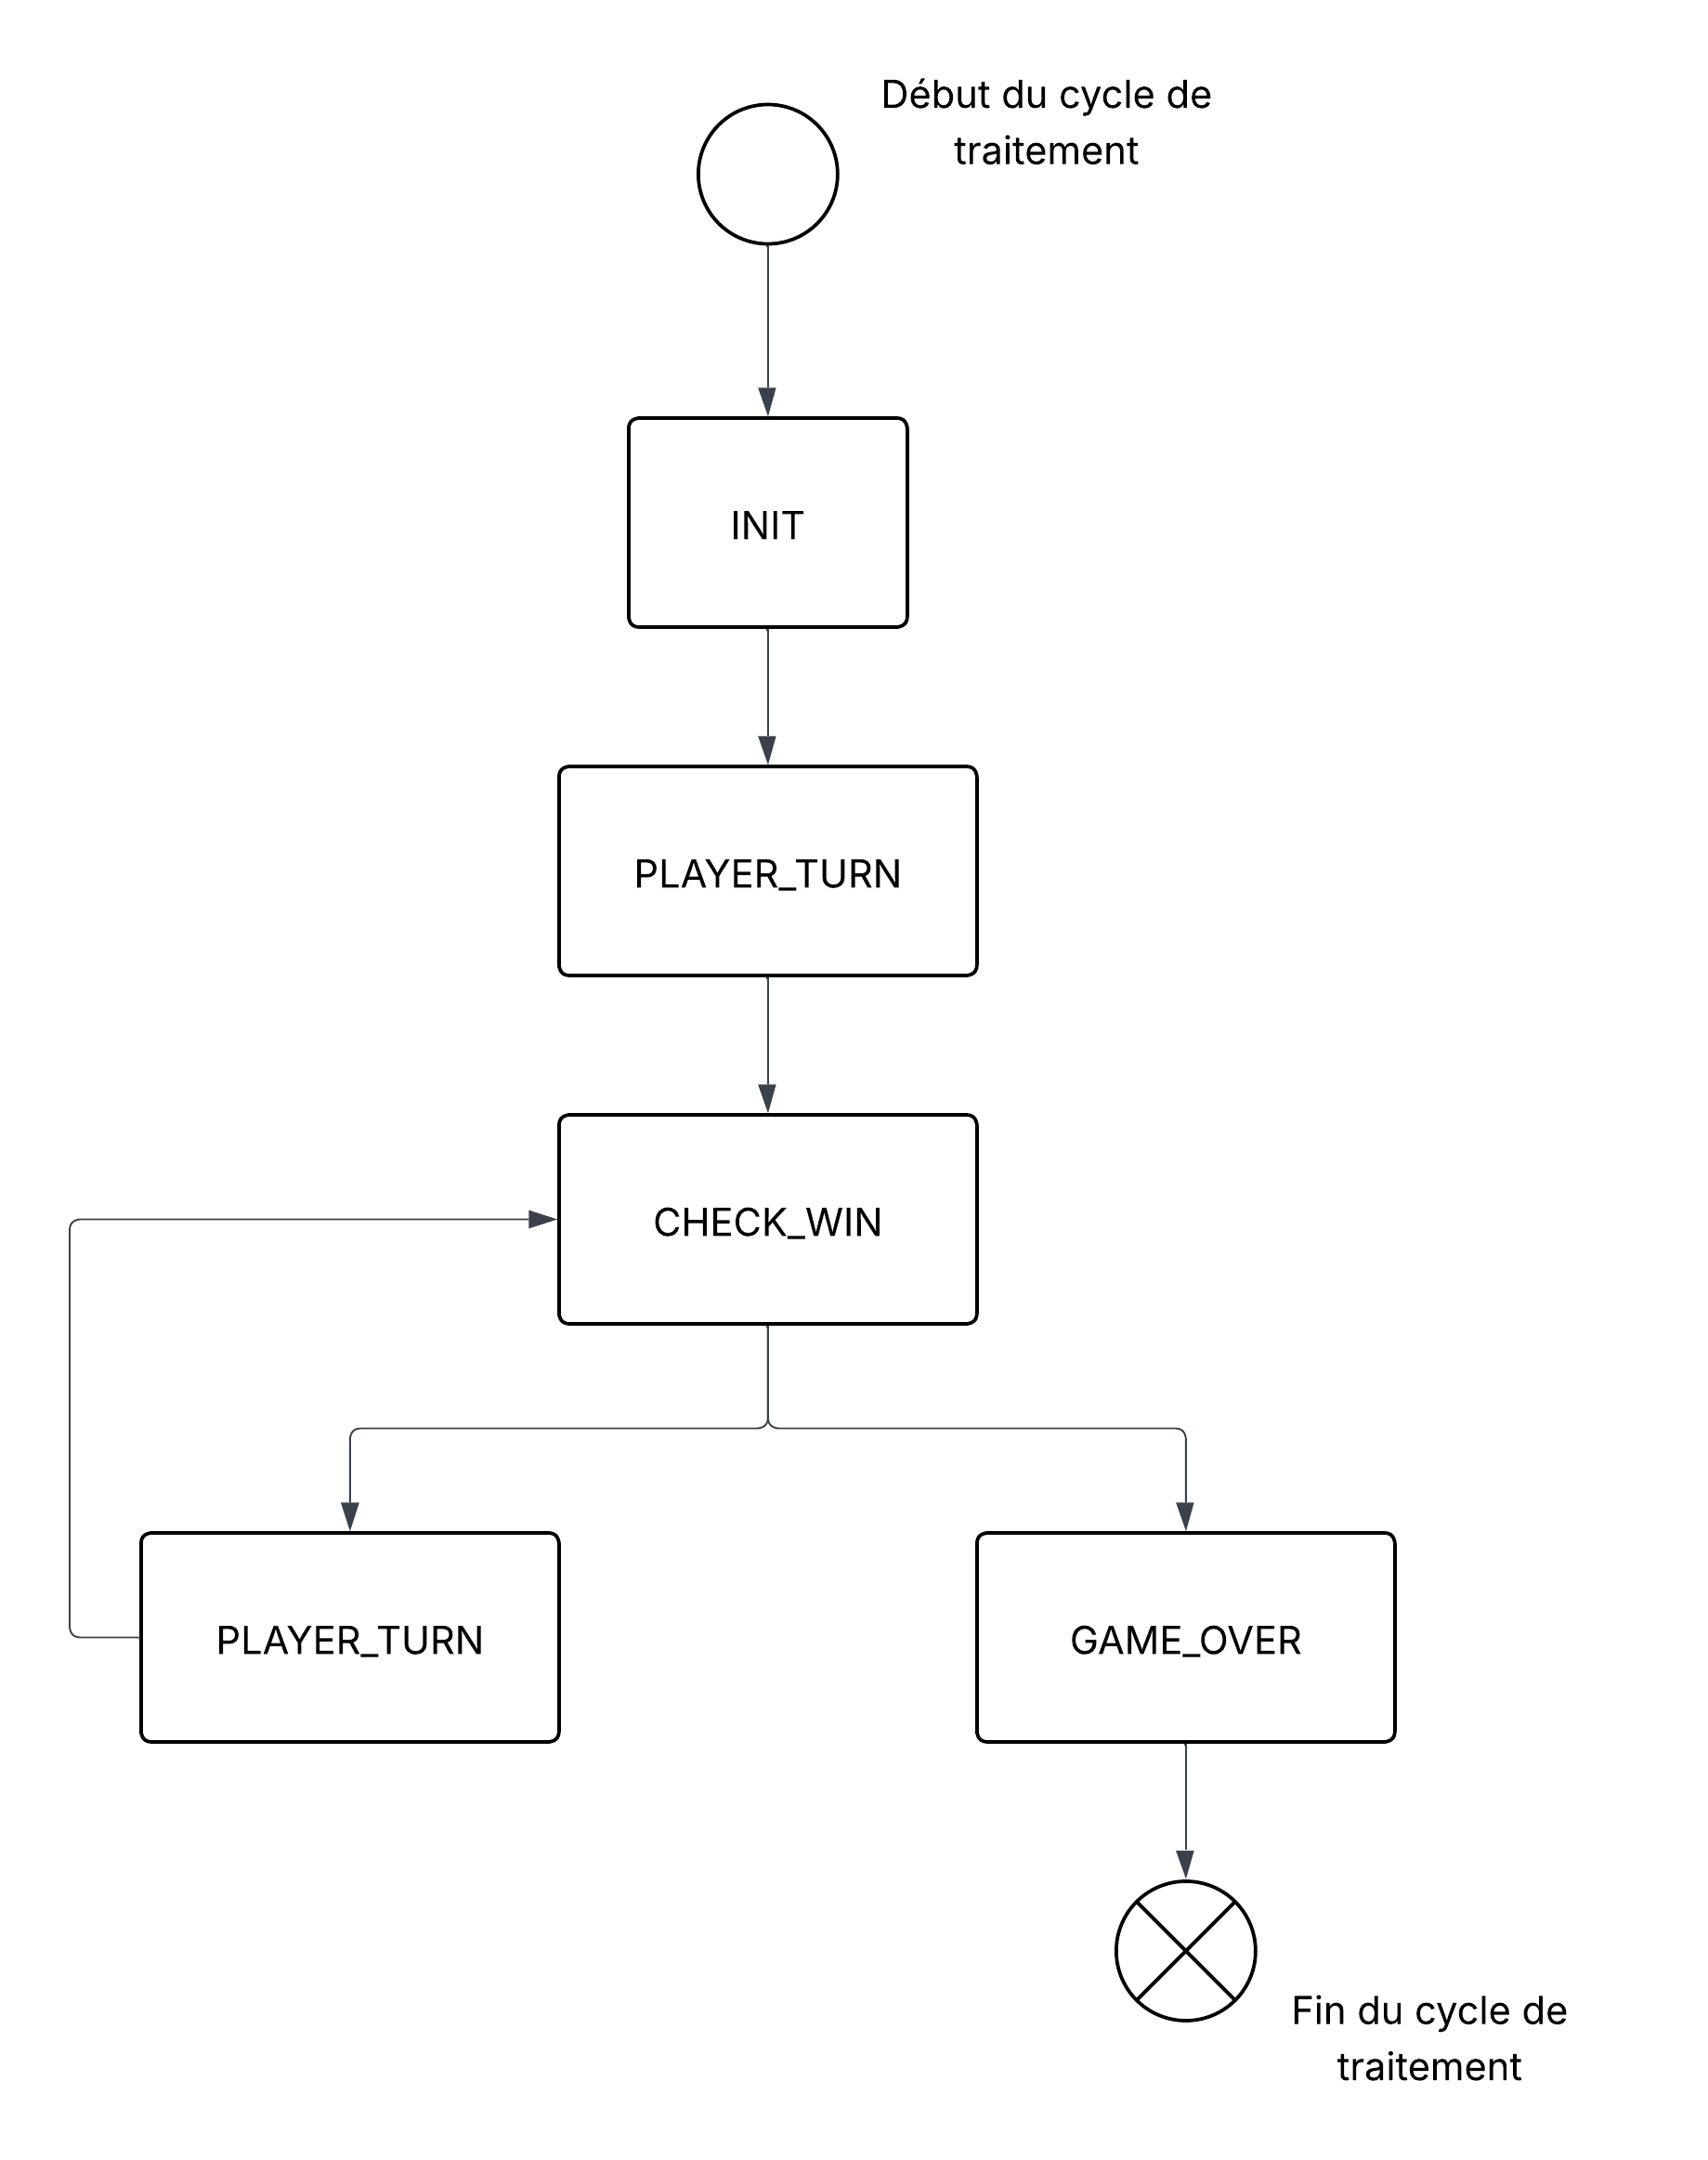 Début du cycle de
traitement
INIT
PLAYER_TURN
CHECK_WIN
PLAYER_TURN
GAME_OVER
Fin du cycle de
traitement